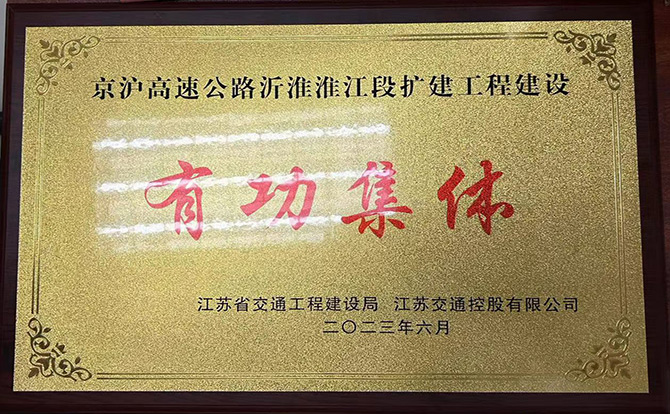 京沪高速公路沂淮淮江段扩建工程建设
有功集体
江苏省交通工程建设局 江苏交通控股有限公司
二〇二三年六月